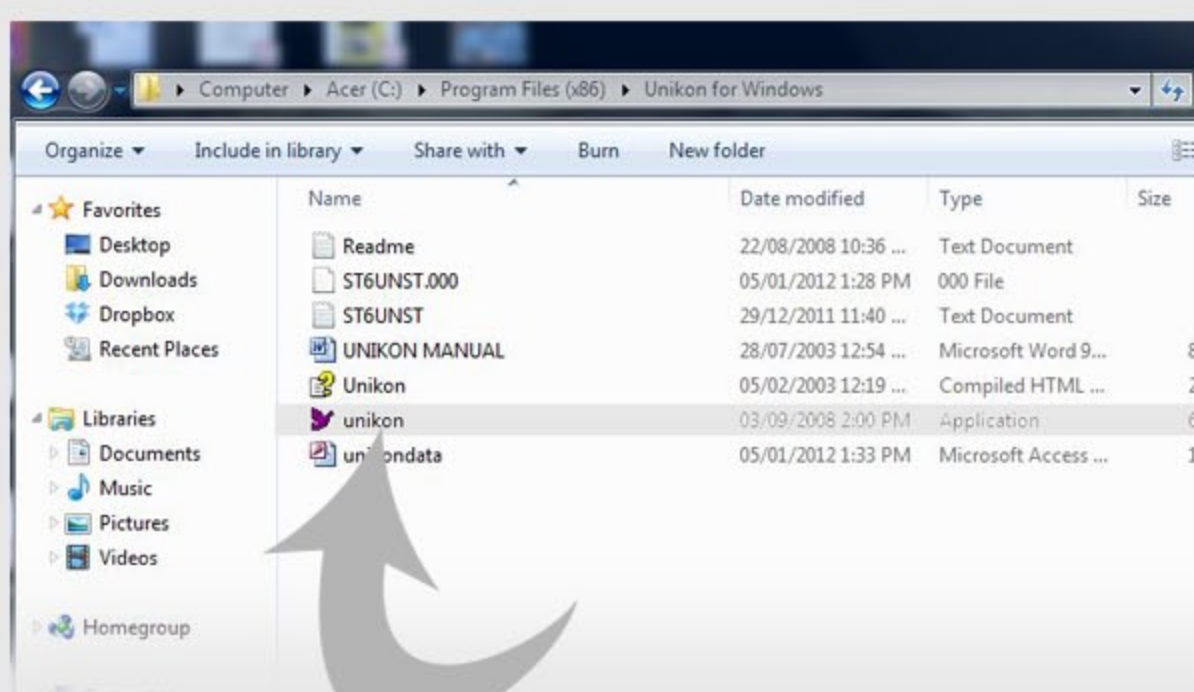 Computer ▸ Acer (C:) ▸ Program Files (x86) ▸ Unikon for Windows
Organize Include in library Share with Burn New folder
Favorites
Desktop
Downloads
Dropbox
Recent Places
Libraries
Documents
Music
Pictures
Videos
Homegroup
Name Date modified Type Size
Readme 22/08/2008 10:36 ... Text Document
ST6UNST.000 05/01/2012 1:28 PM 000 File
ST6UNST 29/12/2011 11:40 ... Text Document
UNIKON MANUAL 28/07/2003 12:54 ... Microsoft Word 9...
Unikon 05/02/2003 12:19 ... Compiled HTML ...
unikon 03/09/2008 2:00 PM Application
05/01/2012 1:33 PM Microsoft Access ...